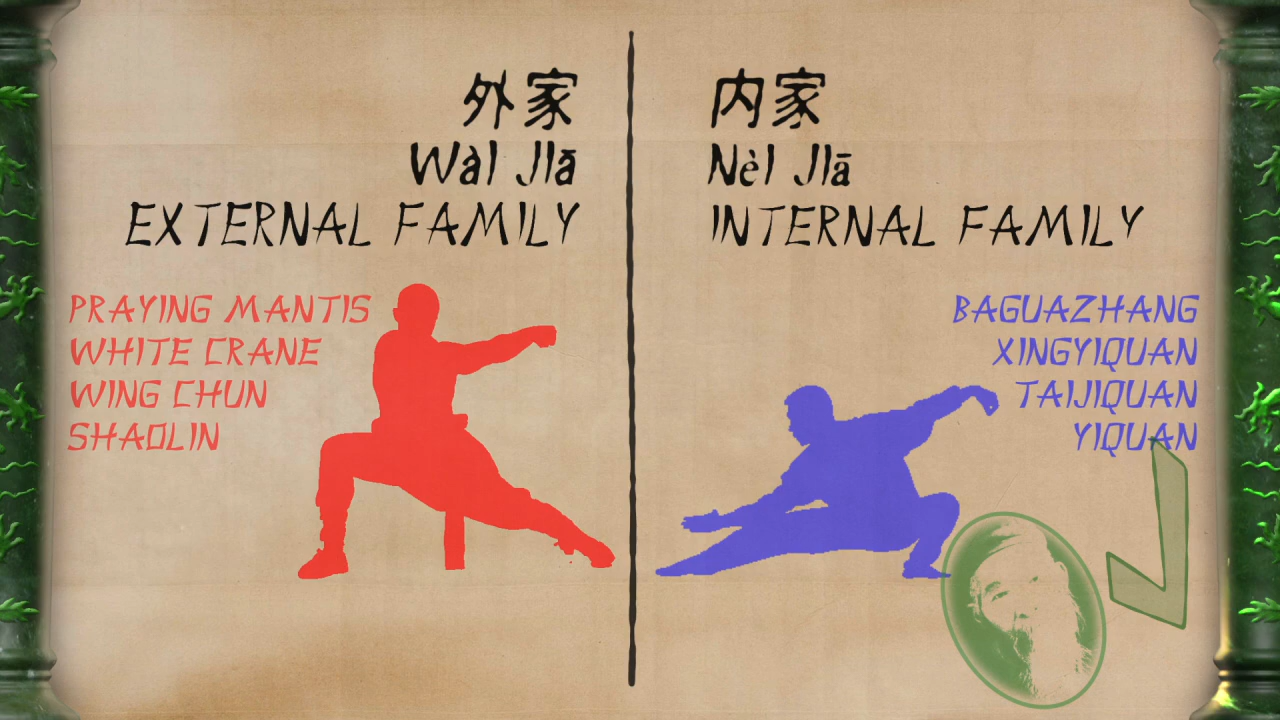 外家
Wài JIā
EXTERNAL FAMILY
PRAYING MANTIS
WHITE CRANE
WING CHUN
SHAOLIN
内家
Nèl JIā
INTERNAL FAMILY
BAGUAZHANG
XINGYIQUAN
TAIJIQUAN
YIQUAN